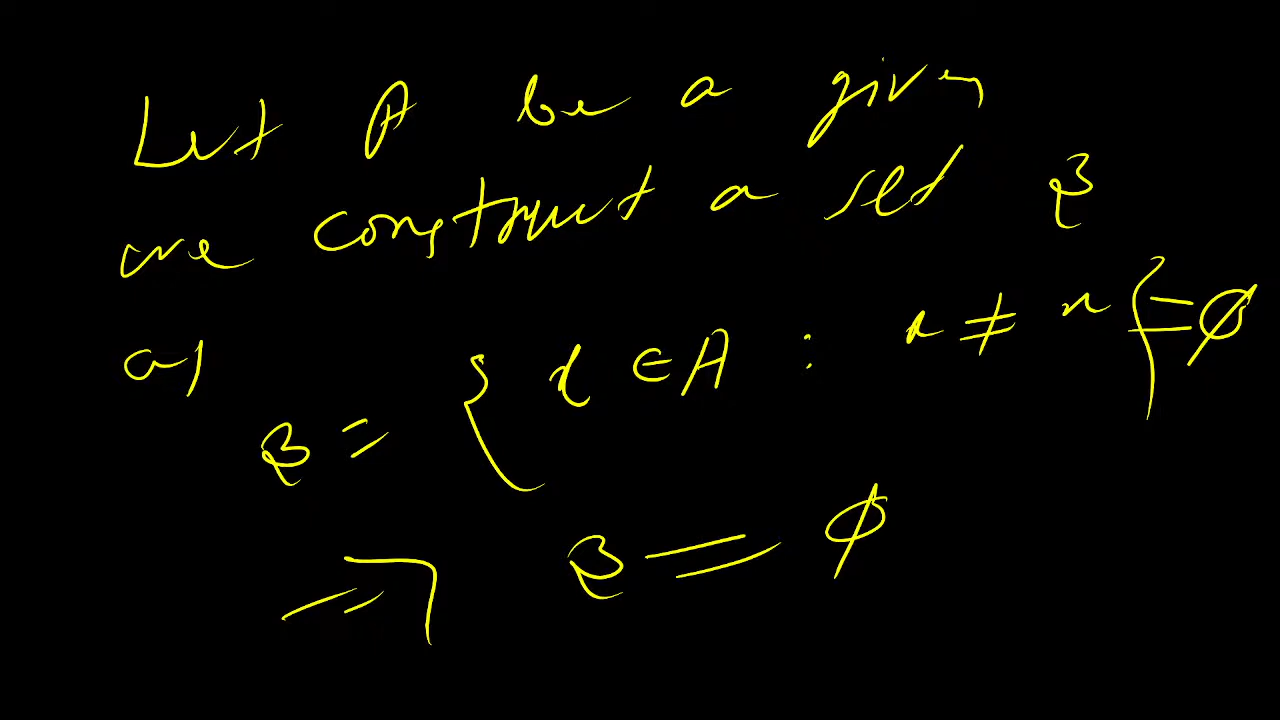 Let A be a given
we construct a set B
as
B = { x ∈ A : x ≠ x } = ∅
⇒ B = ∅